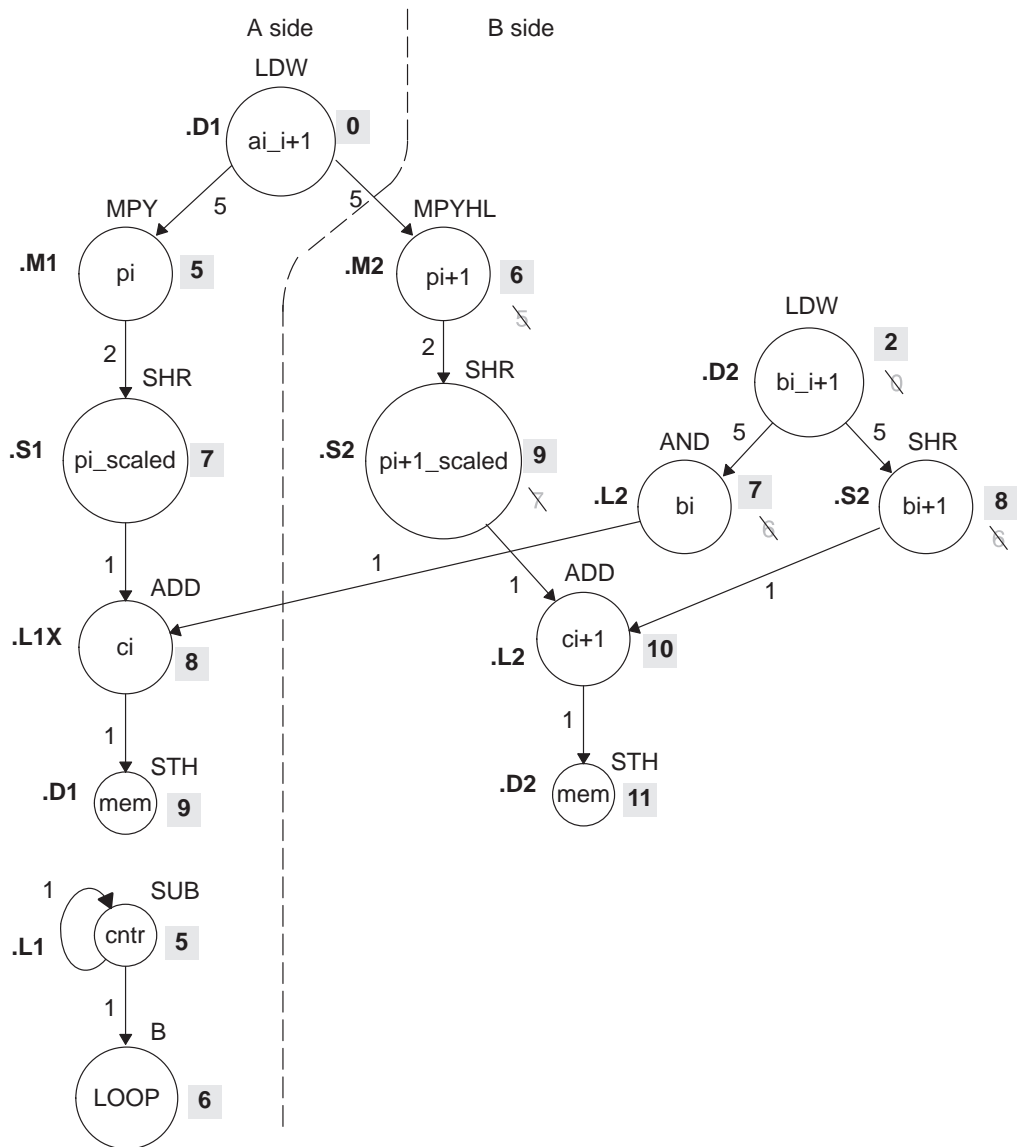 A side
B side
LDW
.D1
ai_i+1
0
5
5
MPY
MPYHL
.M1
pi
5
.M2
pi+1
6
5
LDW
2
.D2
bi_i+1
0
2
SHR
2
SHR
.S1
pi_scaled
7
.S2
pi+1_scaled
9
7
5
5
AND
SHR
.L2
bi
7
6
.S2
bi+1
8
6
1
1
1
1
ADD
ADD
.L1X
ci
8
.L2
ci+1
10
1
1
STH
STH
.D1
mem
9
.D2
mem
11
1
SUB
.L1
cntr
5
1
B
LOOP
6